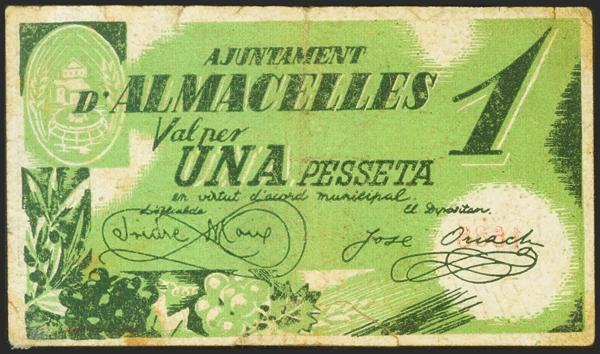 AJUNTAMENT
D'ALMACELLES
1
Val per
UNA PESSETA
en virtut d'acord municipal.
L'alcalde El Dipositari.
Jose